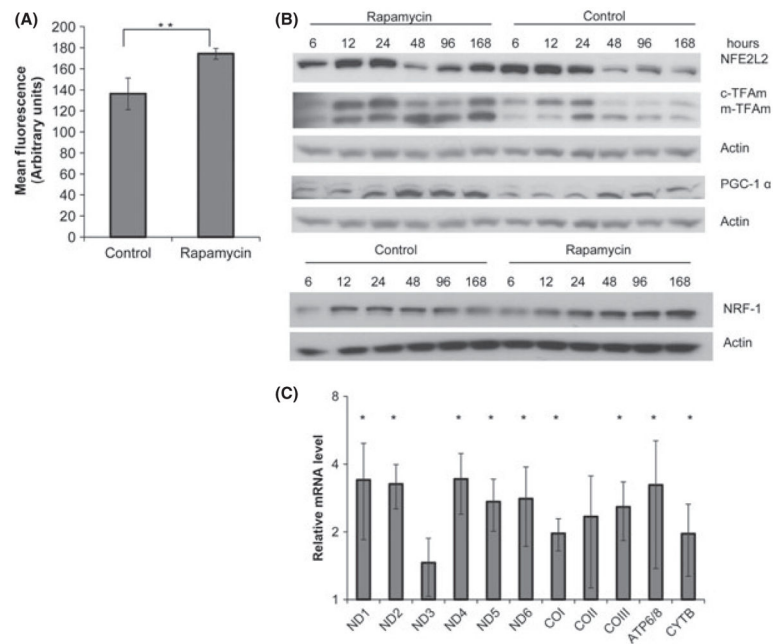 (A)
**
Mean fluorescence
(Arbitrary units)
200
180
160
140
120
100
80
60
40
20
0
Control Rapamycin
(B)
Rapamycin Control
6 12 24 48 96 168 6 12 24 48 96 168 hours
NFE2L2
c-TFAm
m-TFAm
Actin
PGC-1 α
Actin
Control Rapamycin
6 12 24 48 96 168 6 12 24 48 96 168
NRF-1
Actin
(C)
Relative mRNA level
8
4
2
1
* * * * * * * * *
ND1 ND2 ND3 ND4 ND5 ND6 COI COII COIII ATP6/8 CYTB